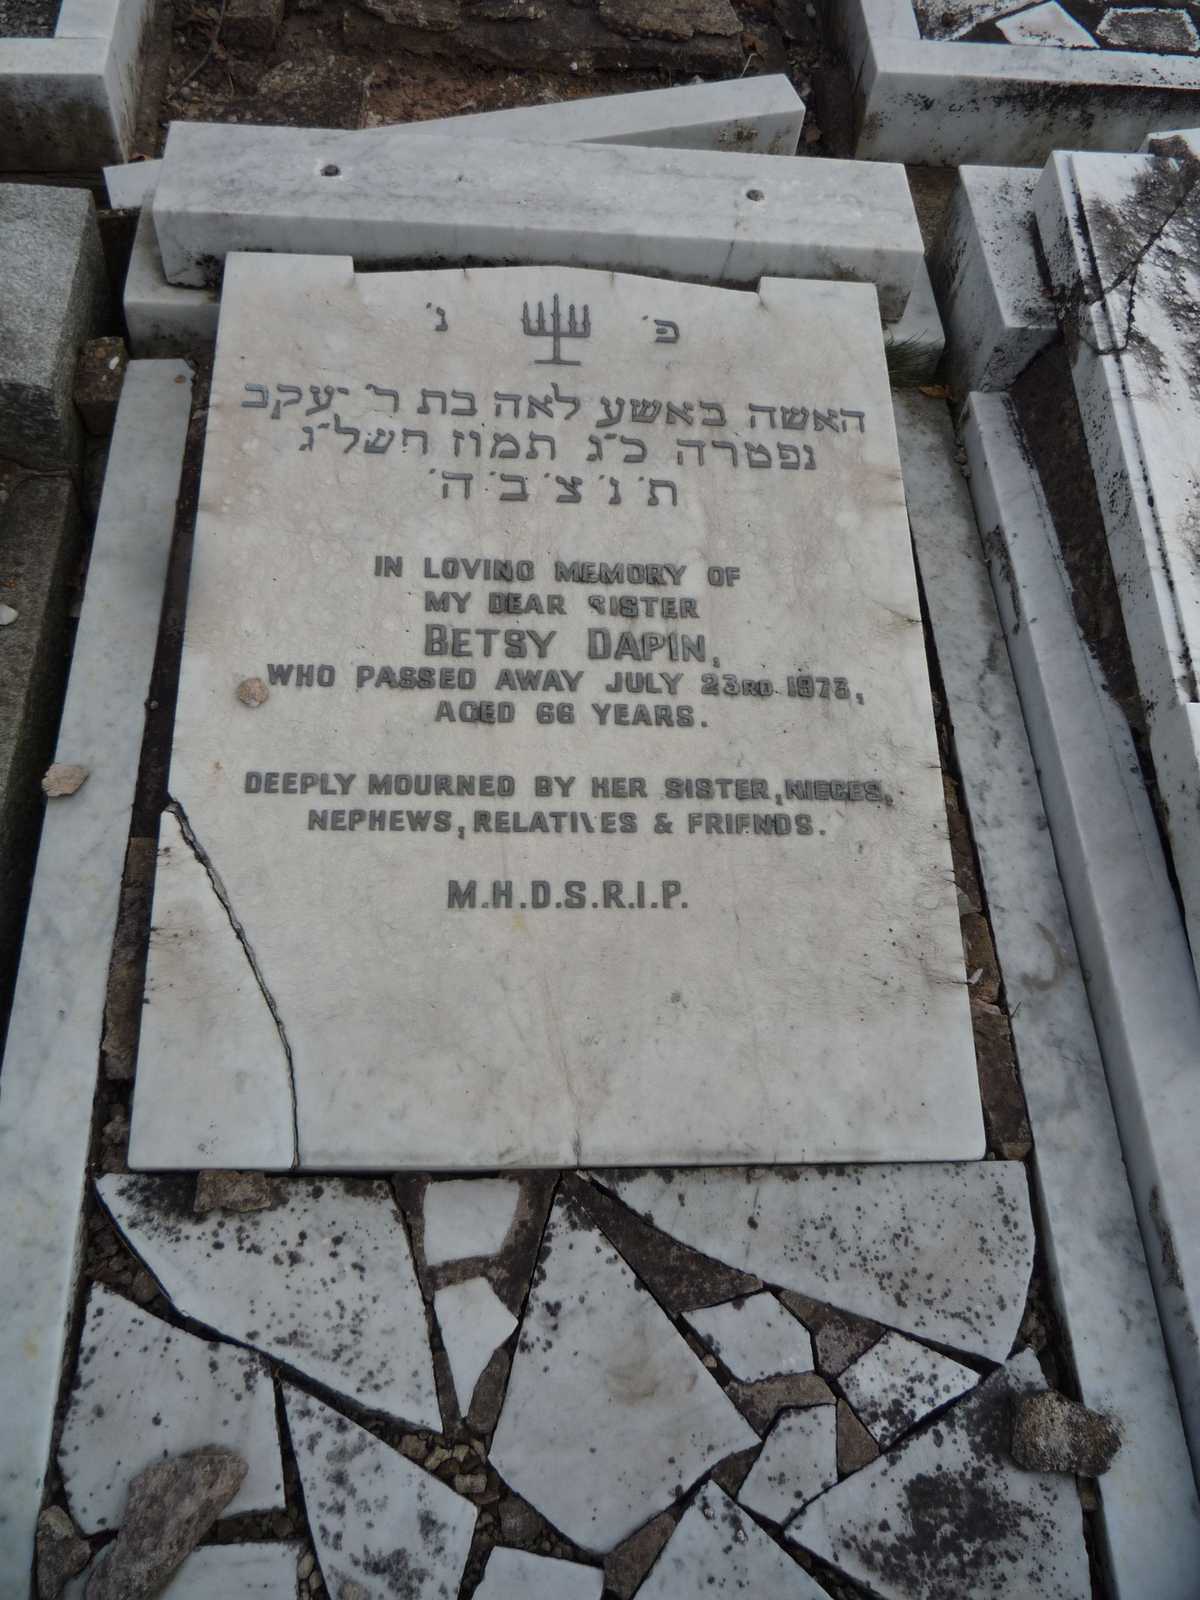 פ׳ נ׳
האשה באשע לאה בת ר׳ יעקב
נפטרה כ״ג תמוז תשל״ג
ת׳ נ׳ צ׳ ב׳ ה׳
IN LOVING MEMORY OF
MY DEAR SISTER
BETSY DAPIN,
WHO PASSED AWAY JULY 23RD 1973,
AGED 66 YEARS.
DEEPLY MOURNED BY HER SISTER, NIECES,
NEPHEWS, RELATIVES & FRIENDS.
M.H.D.S.R.I.P.